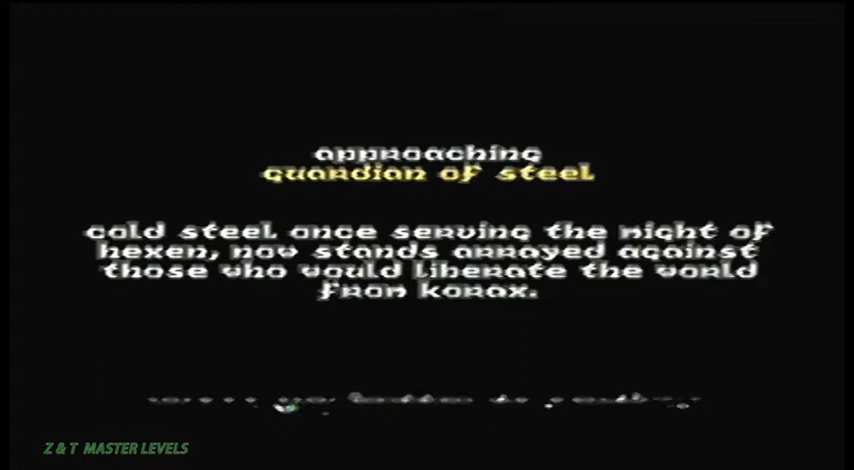 approaching
guardian of steel
cold steel once serving the might of
hexen, now stands arrayed against
those who would liberate the world
from korax.
Z & T MASTER LEVELS